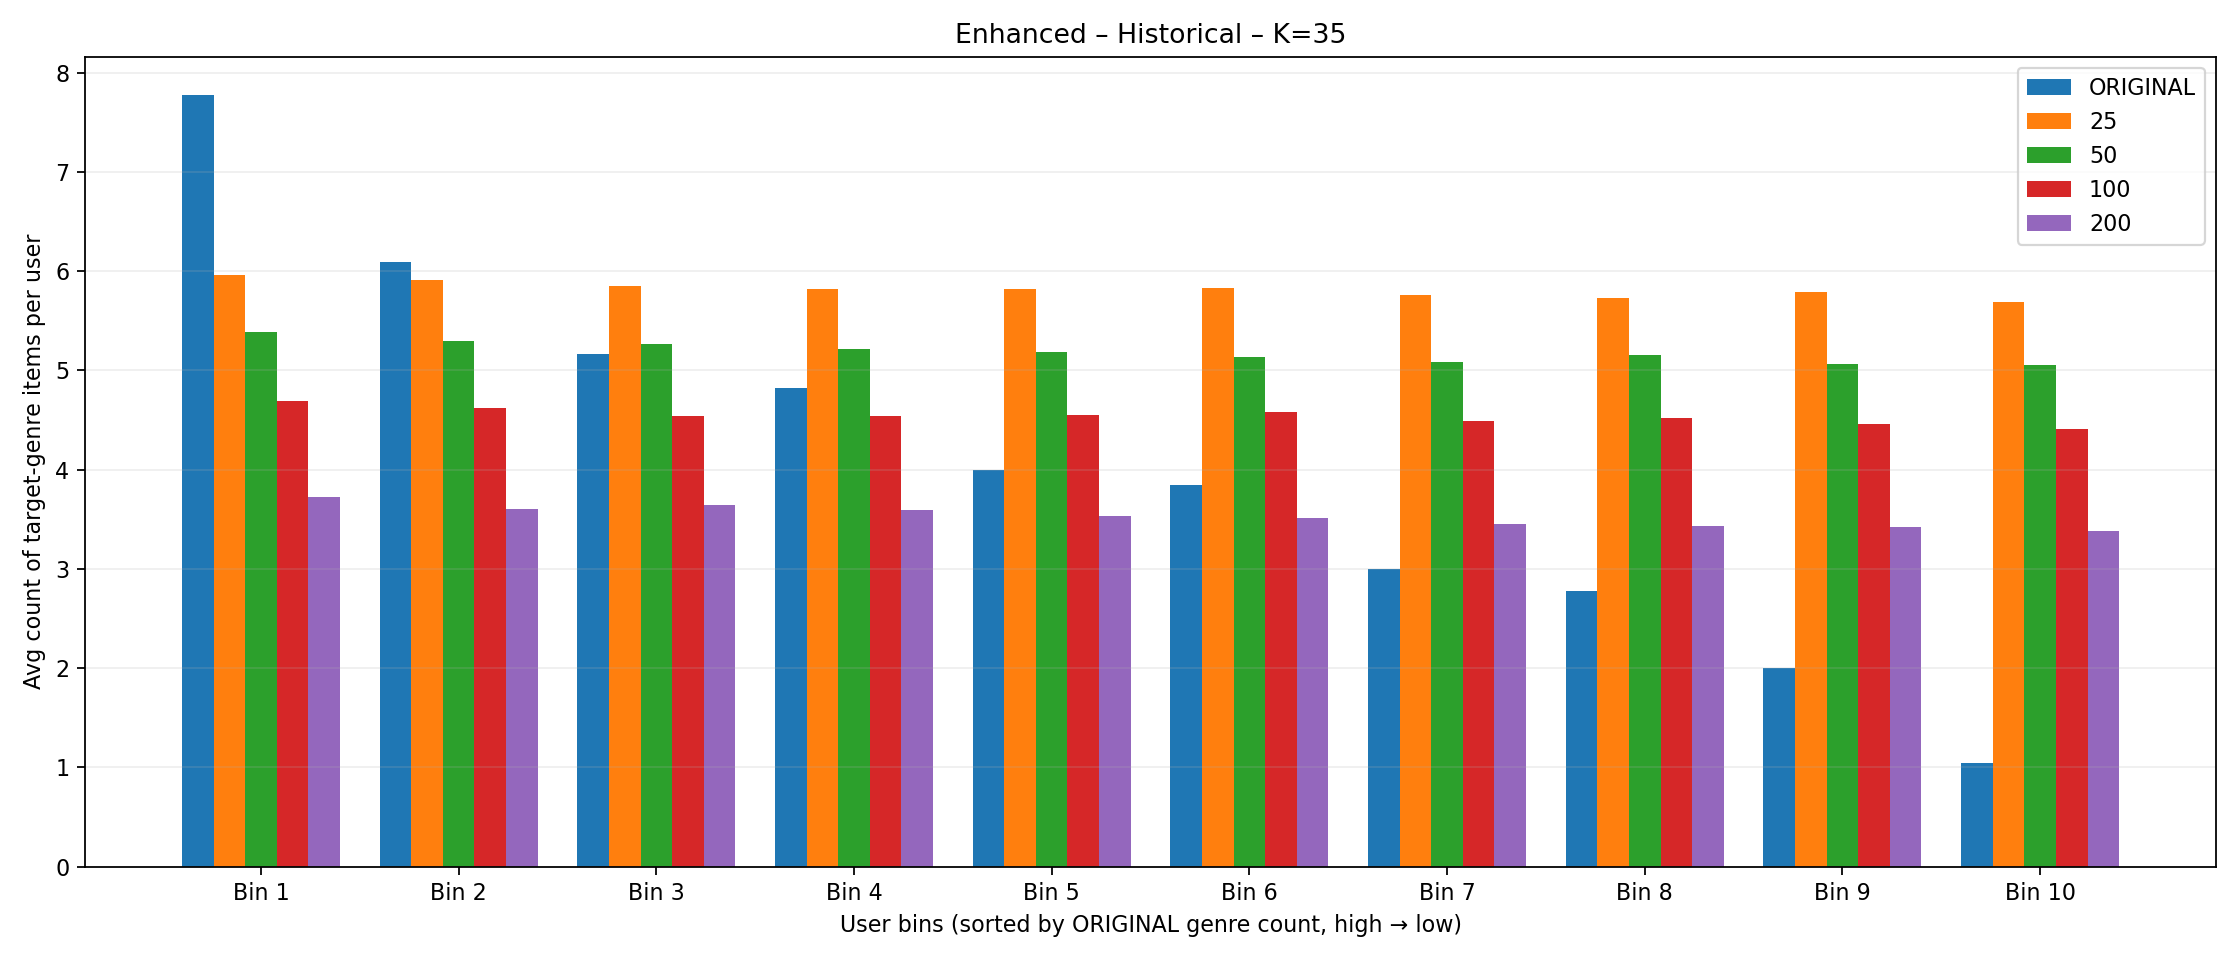 Enhanced – Historical – K=35
Avg count of target-genre items per user
8
7
6
5
4
3
2
1
0
ORIGINAL
25
50
100
200
Bin 1 Bin 2 Bin 3 Bin 4 Bin 5 Bin 6 Bin 7 Bin 8 Bin 9 Bin 10
User bins (sorted by ORIGINAL genre count, high → low)